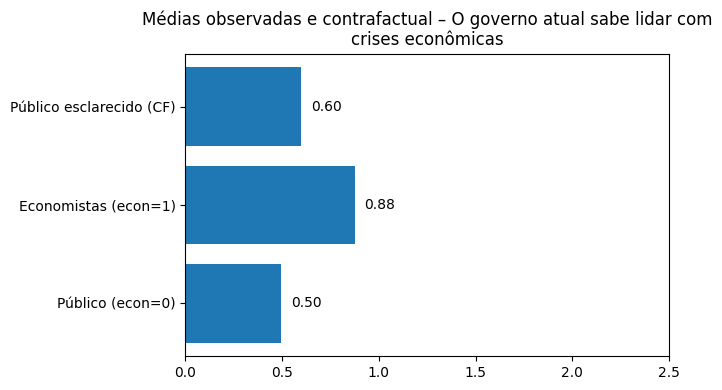 Médias observadas e contrafactual – O governo atual sabe lidar com
crises econômicas
Público esclarecido (CF)
0.60
Economistas (econ=1)
0.88
Público (econ=0)
0.50
0.0 0.5 1.0 1.5 2.0 2.5